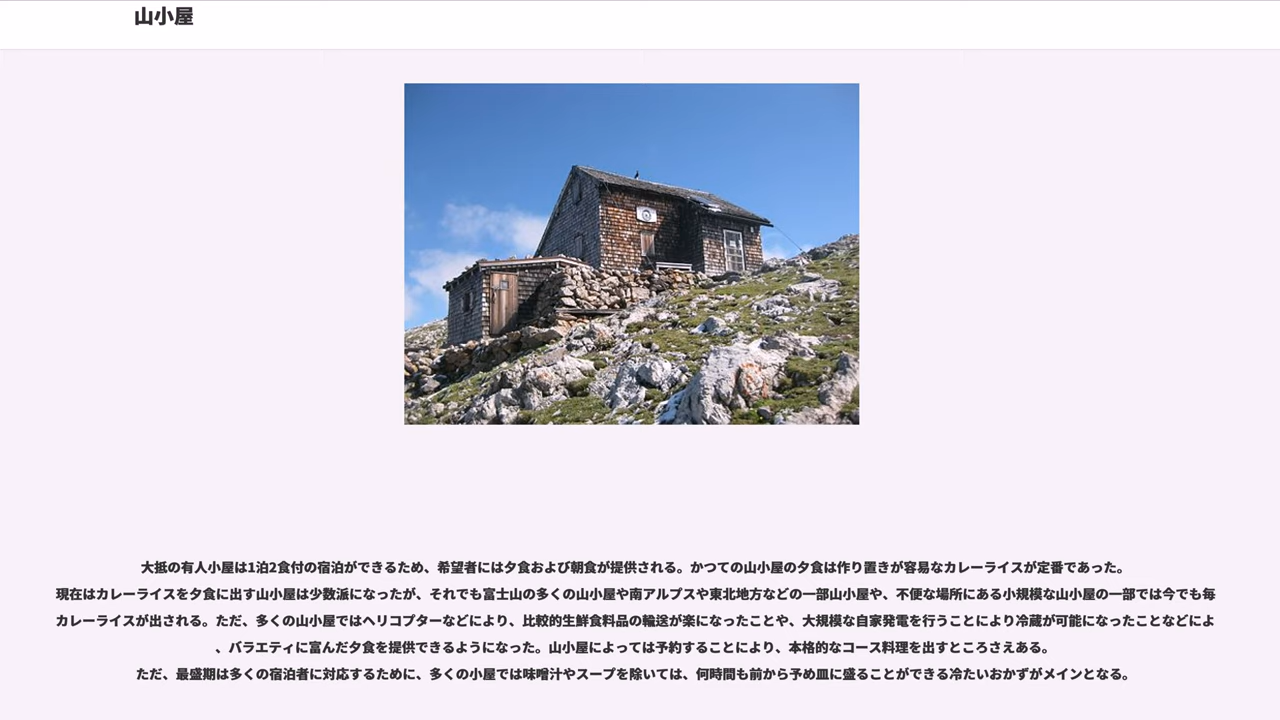 山小屋
大抵の有人小屋は1泊2食付の宿泊ができるため、希望者には夕食および朝食が提供される。かつての山小屋の夕食は作り置きが容易なカレーライスが定番であった。
現在はカレーライスを夕食に出す山小屋は少数派になったが、それでも富士山の多くの山小屋や南アルプスや東北地方などの一部山小屋や、不便な場所にある小規模な山小屋の一部では今でも毎
カレーライスが出される。ただ、多くの山小屋ではヘリコプターなどにより、比較的生鮮食料品の輸送が楽になったことや、大規模な自家発電を行うことにより冷蔵が可能になったことなどによ
、バラエティに富んだ夕食を提供できるようになった。山小屋によっては予約することにより、本格的なコース料理を出すところさえある。
ただ、最盛期は多くの宿泊者に対応するために、多くの小屋では味噌汁やスープを除いては、何時間も前から予め皿に盛ることができる冷たいおかずがメインとなる。